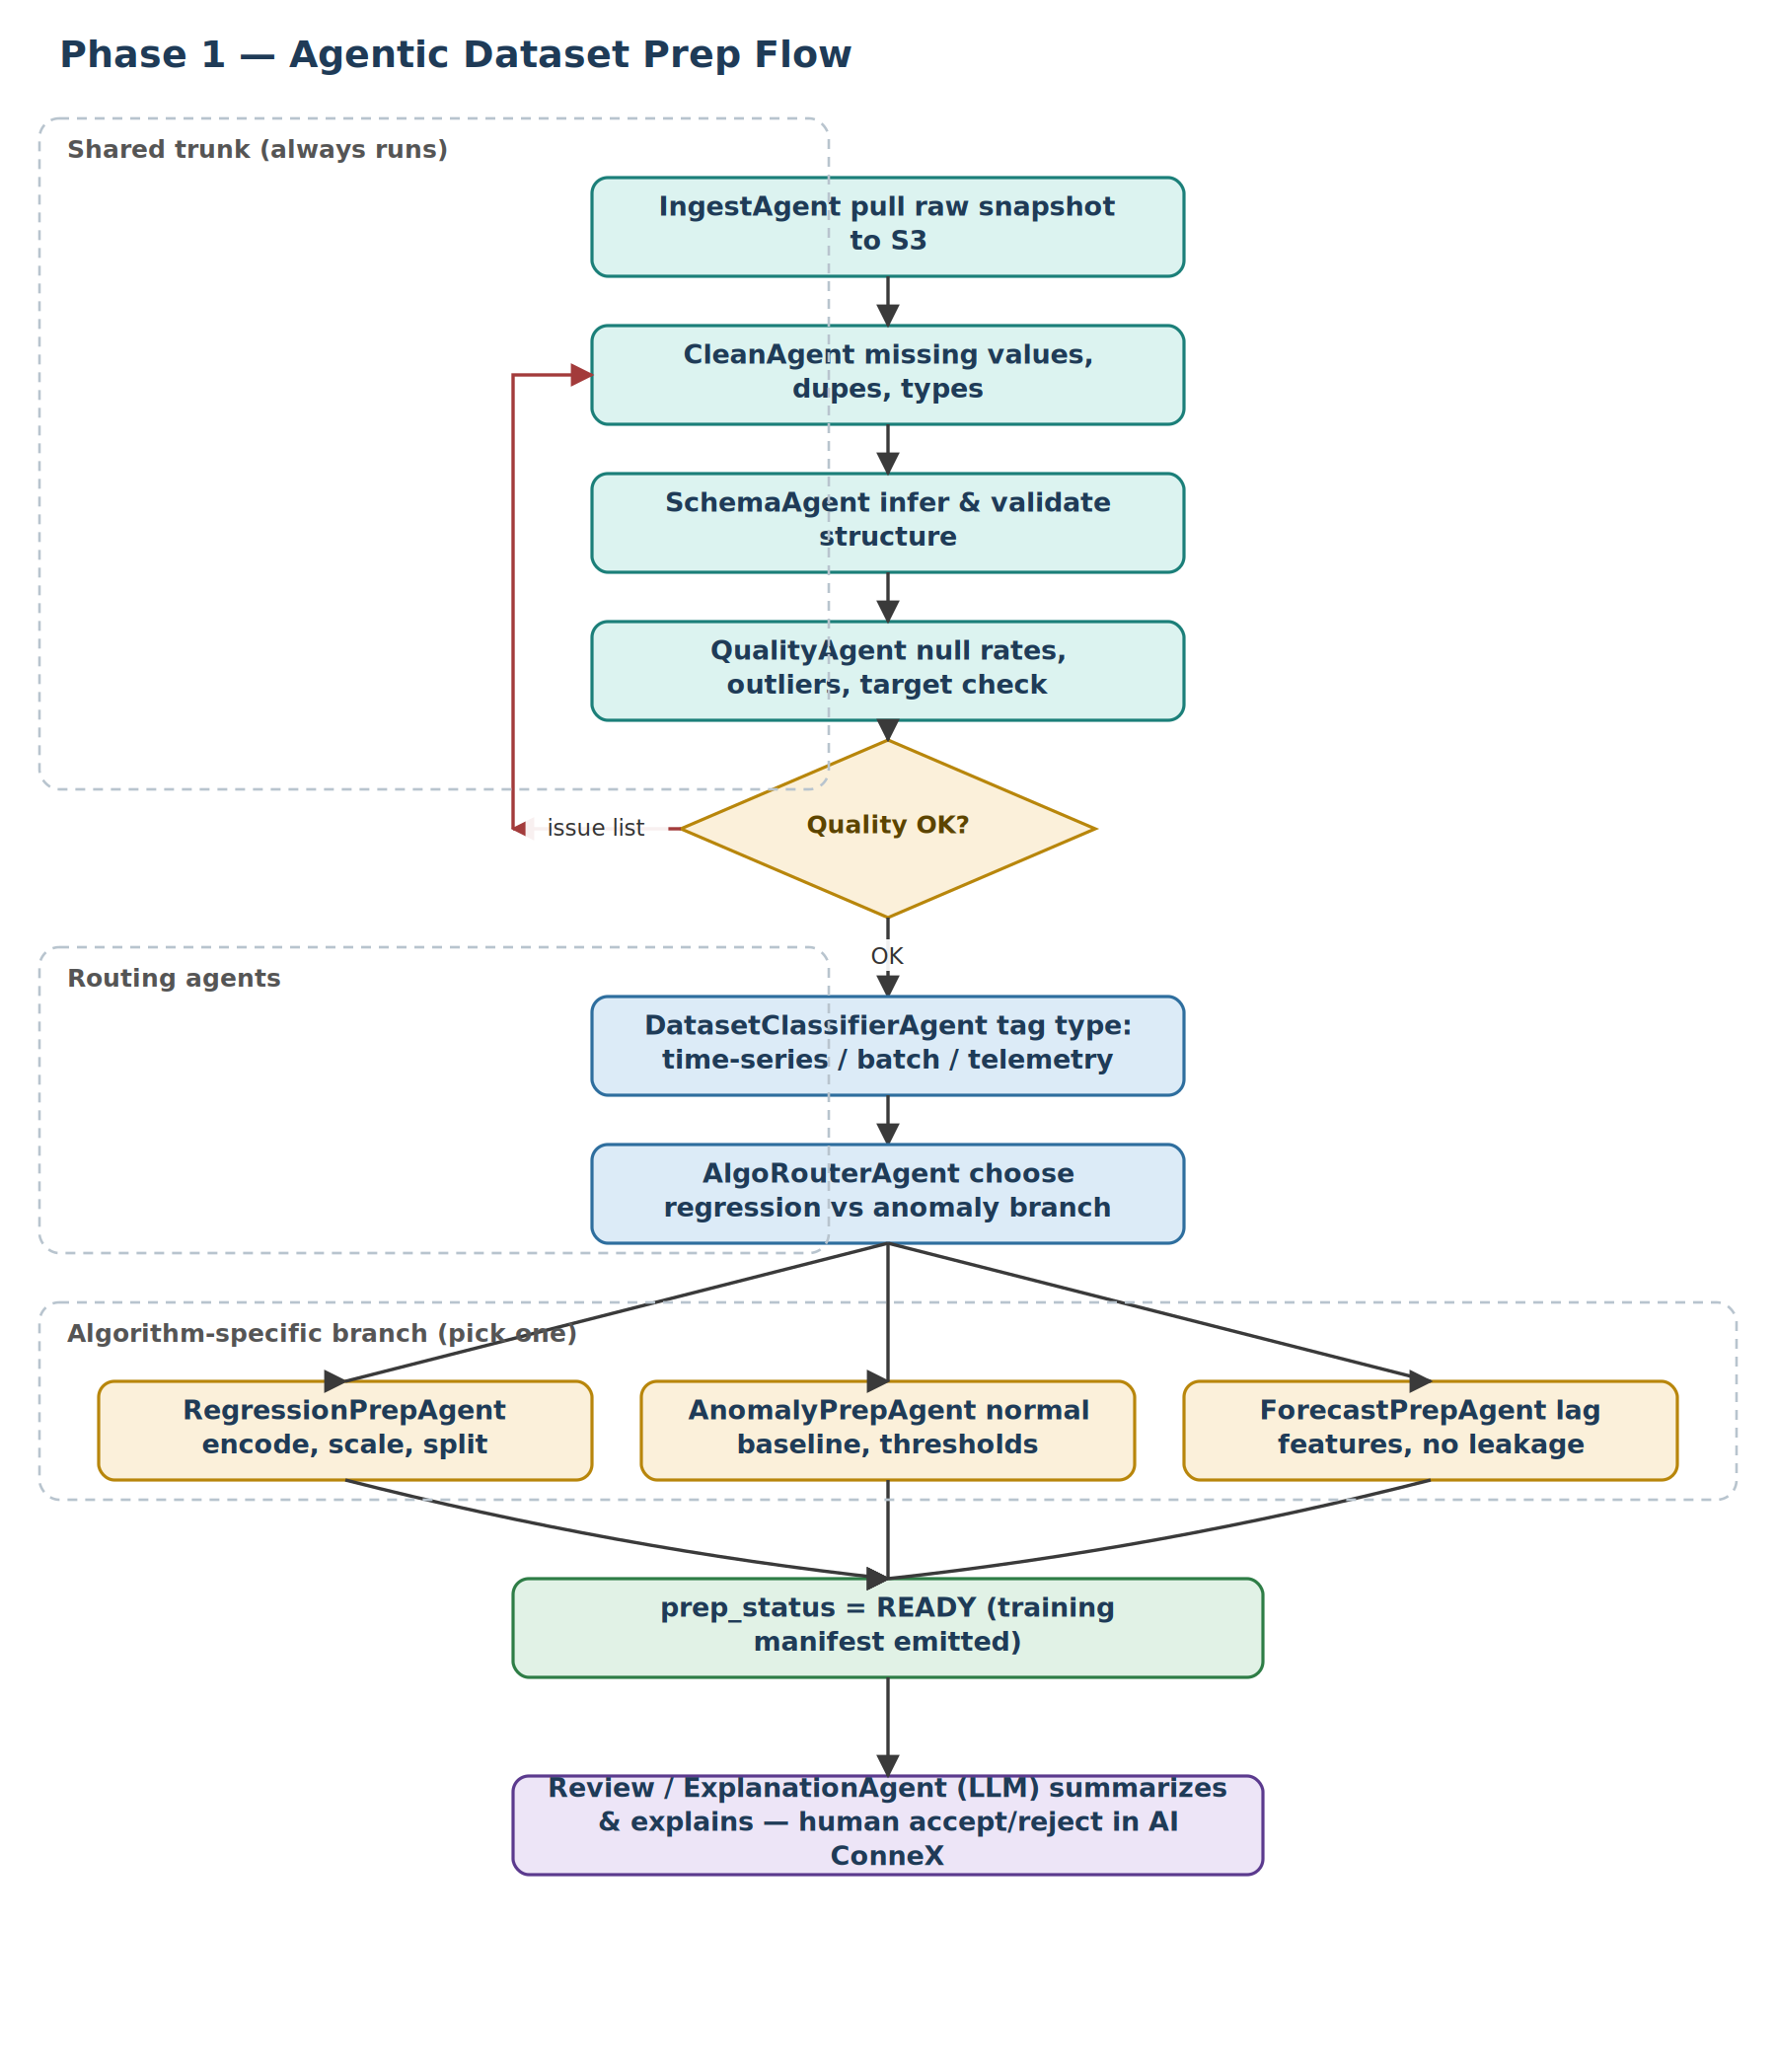 Phase 1 — Agentic Dataset Prep Flow
Shared trunk (always runs)
IngestAgent pull raw snapshot
to S3
CleanAgent missing values,
dupes, types
SchemaAgent infer & validate
structure
QualityAgent null rates,
outliers, target check
Quality OK?
issue list
OK
Routing agents
DatasetClassifierAgent tag type:
time-series / batch / telemetry
AlgoRouterAgent choose
regression vs anomaly branch
Algorithm-specific branch (pick one)
RegressionPrepAgent
encode, scale, split
AnomalyPrepAgent normal
baseline, thresholds
ForecastPrepAgent lag
features, no leakage
prep_status = READY (training
manifest emitted)
Review / ExplanationAgent (LLM) summarizes
& explains — human accept/reject in AI
ConneX